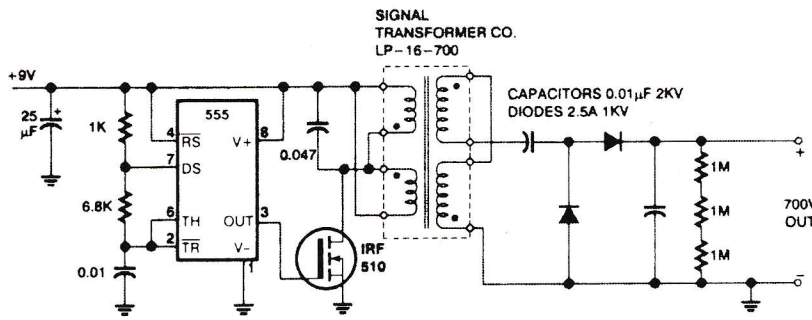 SIGNAL
TRANSFORMER CO.
LP-16-700
+9V
CAPACITORS 0.01µF 2KV
DIODES 2.5A 1KV
25
µF
+
1K
555
4
RS
V+
8
7
DS
0.047
6.8K
6
TH
OUT
3
2
TR
V-
1
0.01
IRF
510
1M
1M
1M
+
700V
OUT
−